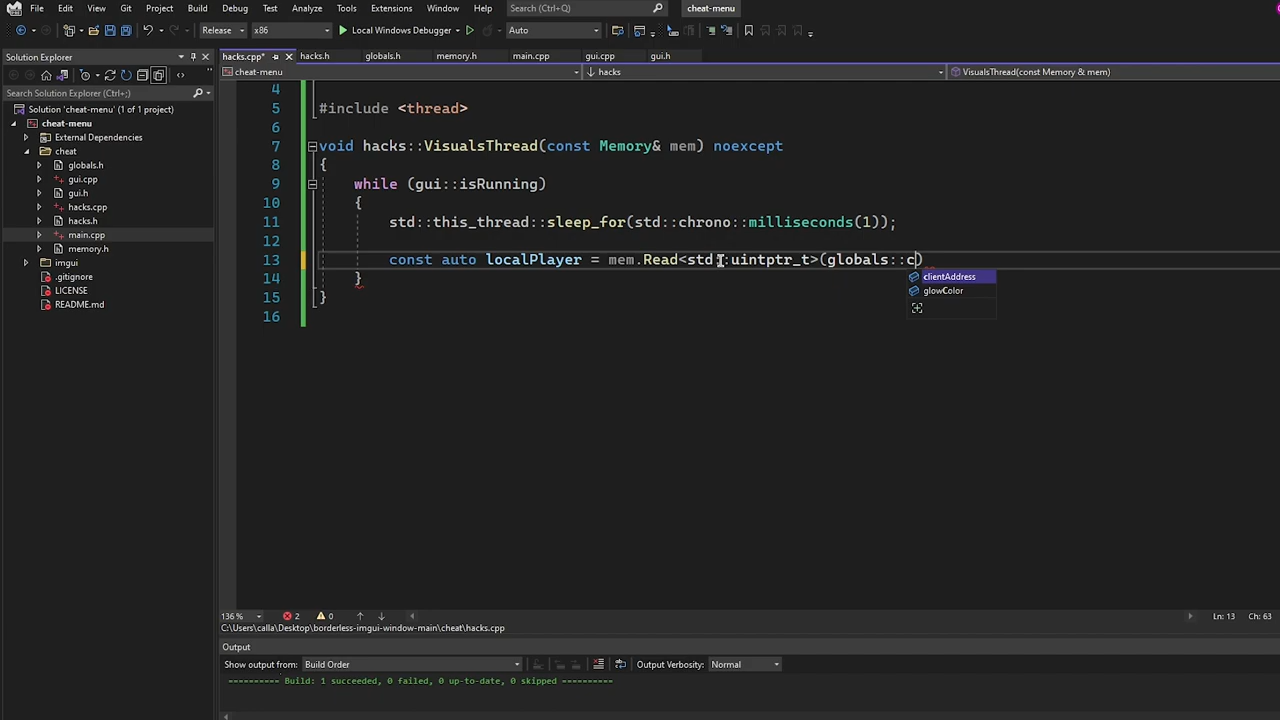 File Edit View Git Project Build Debug Test Analyze Tools Extensions Window Help Search (Ctrl+Q) cheat-menu
Release x86 Local Windows Debugger Auto
Solution Explorer
hacks.cpp* hacks.h globals.h memory.h main.cpp gui.cpp gui.h
cheat-menu hacks VisualsThread(const Memory & mem)
Search Solution Explorer (Ctrl+;)
Solution 'cheat-menu' (1 of 1 project)
cheat-menu
External Dependencies
cheat
globals.h
gui.cpp
gui.h
hacks.cpp
hacks.h
main.cpp
memory.h
imgui
.gitignore
LICENSE
README.md
4
5 #include <thread>
6
7 void hacks::VisualsThread(const Memory& mem) noexcept
8 {
9 while (gui::isRunning)
10 {
11 std::this_thread::sleep_for(std::chrono::milliseconds(1));
12
13 const auto localPlayer = mem.Read<std::uintptr_t>(globals::c)
14 }
15 }
16
clientAddress
glowColor
136 % 2 0 Ln: 13 Ch: 63
C:\Users\calla\Desktop\borderless-imgui-window-main\cheat\hacks.cpp
Output
Show output from: Build Order Output Verbosity: Normal
========== Build: 1 succeeded, 0 failed, 0 up-to-date, 0 skipped ==========